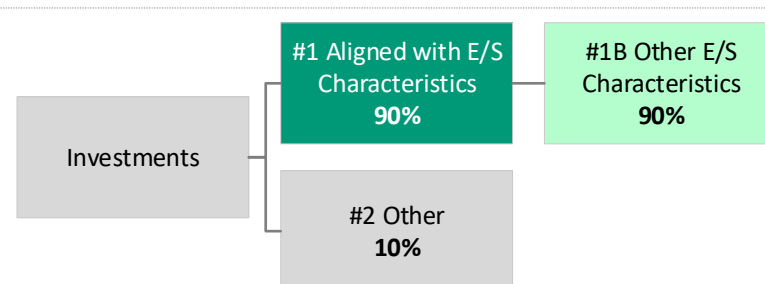 Investments
#1 Aligned with E/S
Characteristics
90%
#1B Other E/S
Characteristics
90%
#2 Other
10%